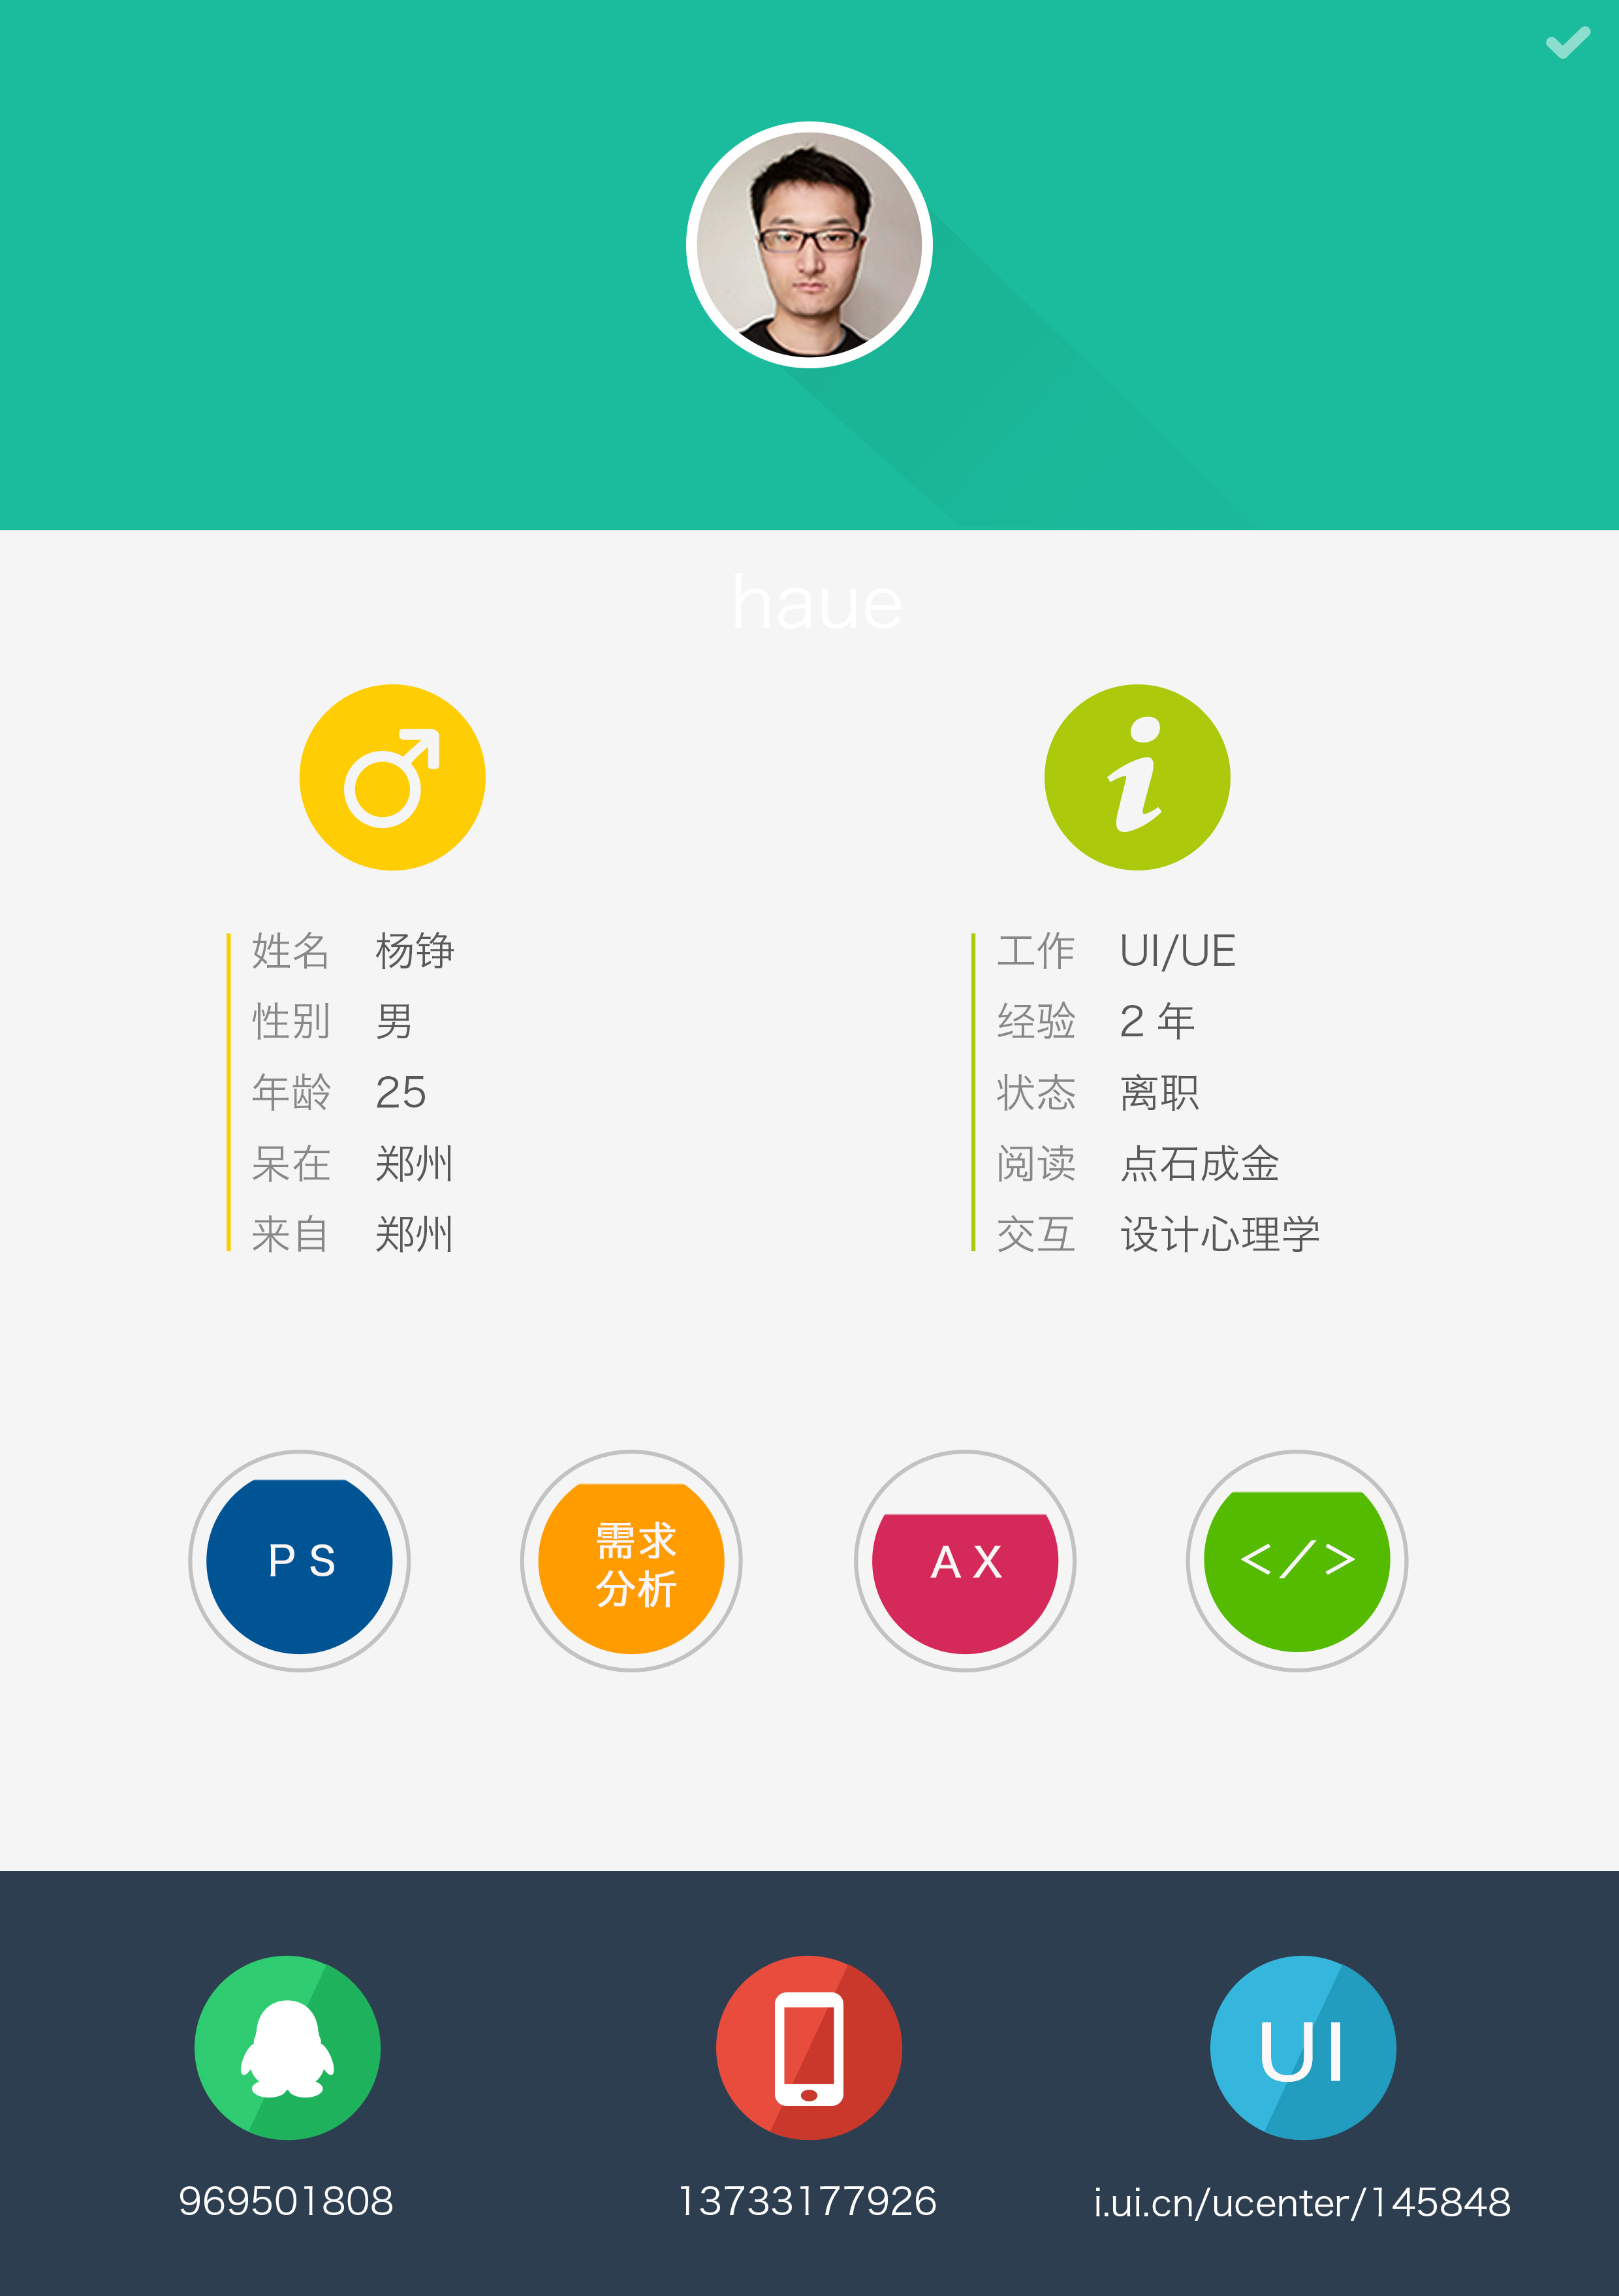 haue
姓名 杨铮
性别 男
年龄 25
呆在 郑州
来自 郑州
工作 UI/UE
经验 2 年
状态 离职
阅读 点石成金
交互 设计心理学
PS
需求
分析
AX
</>
UI
969501808
13733177926
i.ui.cn/ucenter/145848